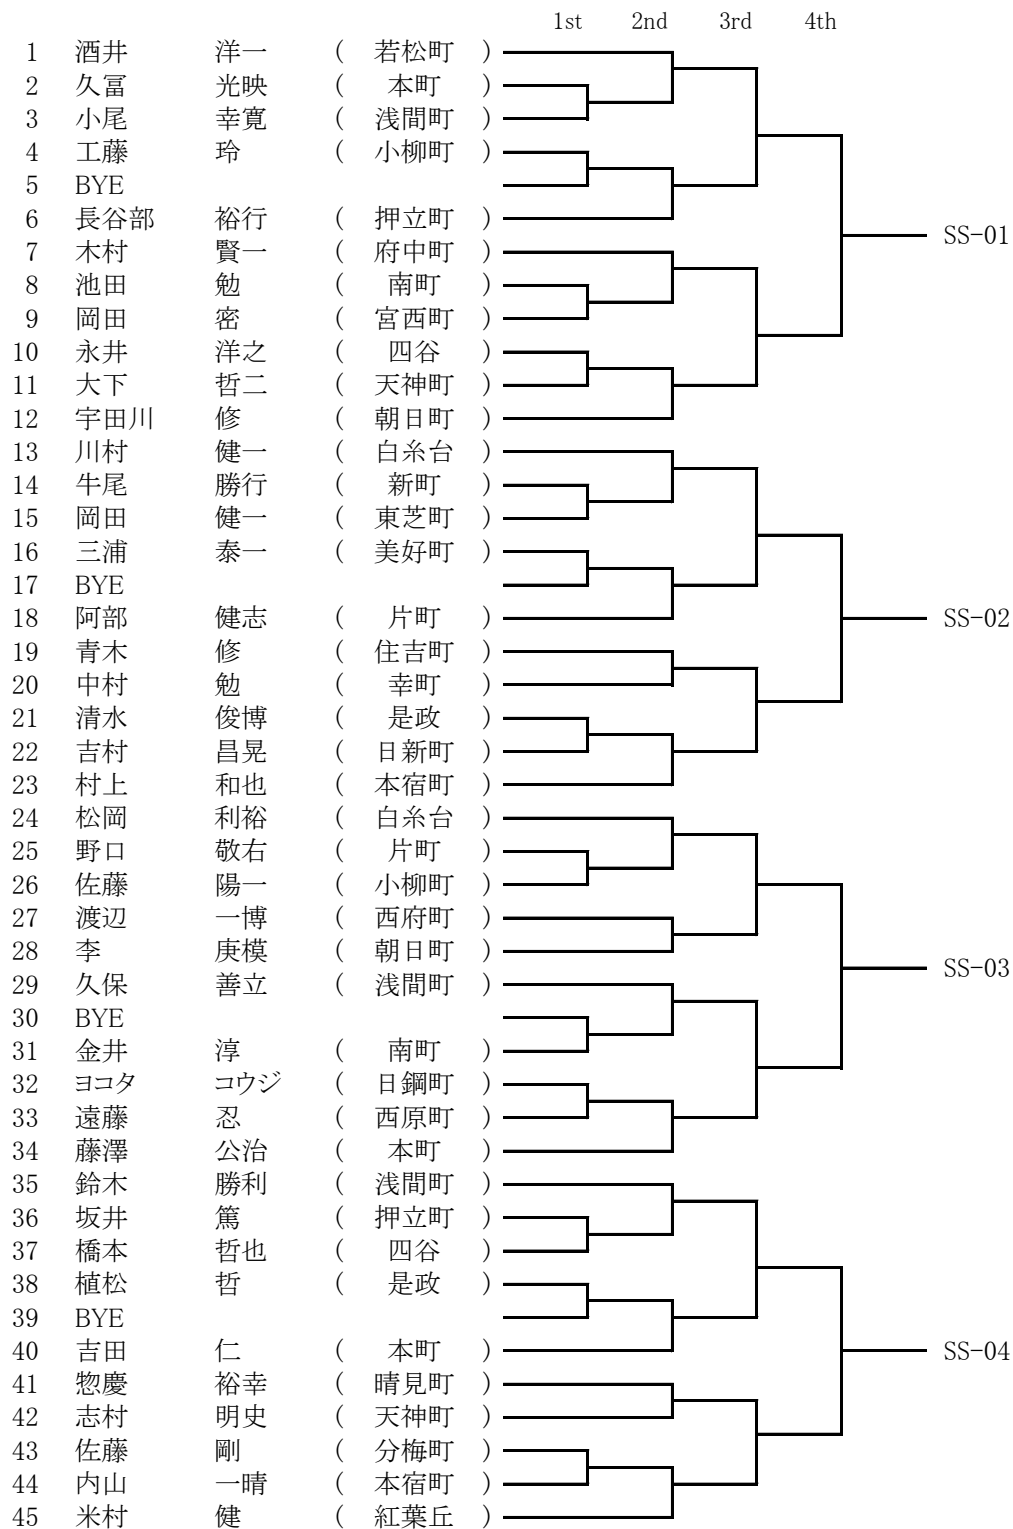 1st 2nd 3rd 4th
1 酒井 洋一 ( 若松町 )
2 久冨 光映 ( 本町 )
3 小尾 幸寛 ( 浅間町 )
4 工藤 玲 ( 小柳町 )
5 BYE
6 長谷部 裕行 ( 押立町 )
7 木村 賢一 ( 府中町 ) SS-01
8 池田 勉 ( 南町 )
9 岡田 密 ( 宮西町 )
10 永井 洋之 ( 四谷 )
11 大下 哲二 ( 天神町 )
12 宇田川 修 ( 朝日町 )
13 川村 健一 ( 白糸台 )
14 牛尾 勝行 ( 新町 )
15 岡田 健一 ( 東芝町 )
16 三浦 泰一 ( 美好町 )
17 BYE
18 阿部 健志 ( 片町 ) SS-02
19 青木 修 ( 住吉町 )
20 中村 勉 ( 幸町 )
21 清水 俊博 ( 是政 )
22 吉村 昌晃 ( 日新町 )
23 村上 和也 ( 本宿町 )
24 松岡 利裕 ( 白糸台 )
25 野口 敬右 ( 片町 )
26 佐藤 陽一 ( 小柳町 )
27 渡辺 一博 ( 西府町 )
28 李 庚模 ( 朝日町 ) SS-03
29 久保 善立 ( 浅間町 )
30 BYE
31 金井 淳 ( 南町 )
32 ヨコタ コウジ ( 日鋼町 )
33 遠藤 忍 ( 西原町 )
34 藤澤 公治 ( 本町 )
35 鈴木 勝利 ( 浅間町 )
36 坂井 篤 ( 押立町 )
37 橋本 哲也 ( 四谷 )
38 植松 哲 ( 是政 )
39 BYE
40 吉田 仁 ( 本町 ) SS-04
41 惣慶 裕幸 ( 晴見町 )
42 志村 明史 ( 天神町 )
43 佐藤 剛 ( 分梅町 )
44 内山 一晴 ( 本宿町 )
45 米村 健 ( 紅葉丘 )